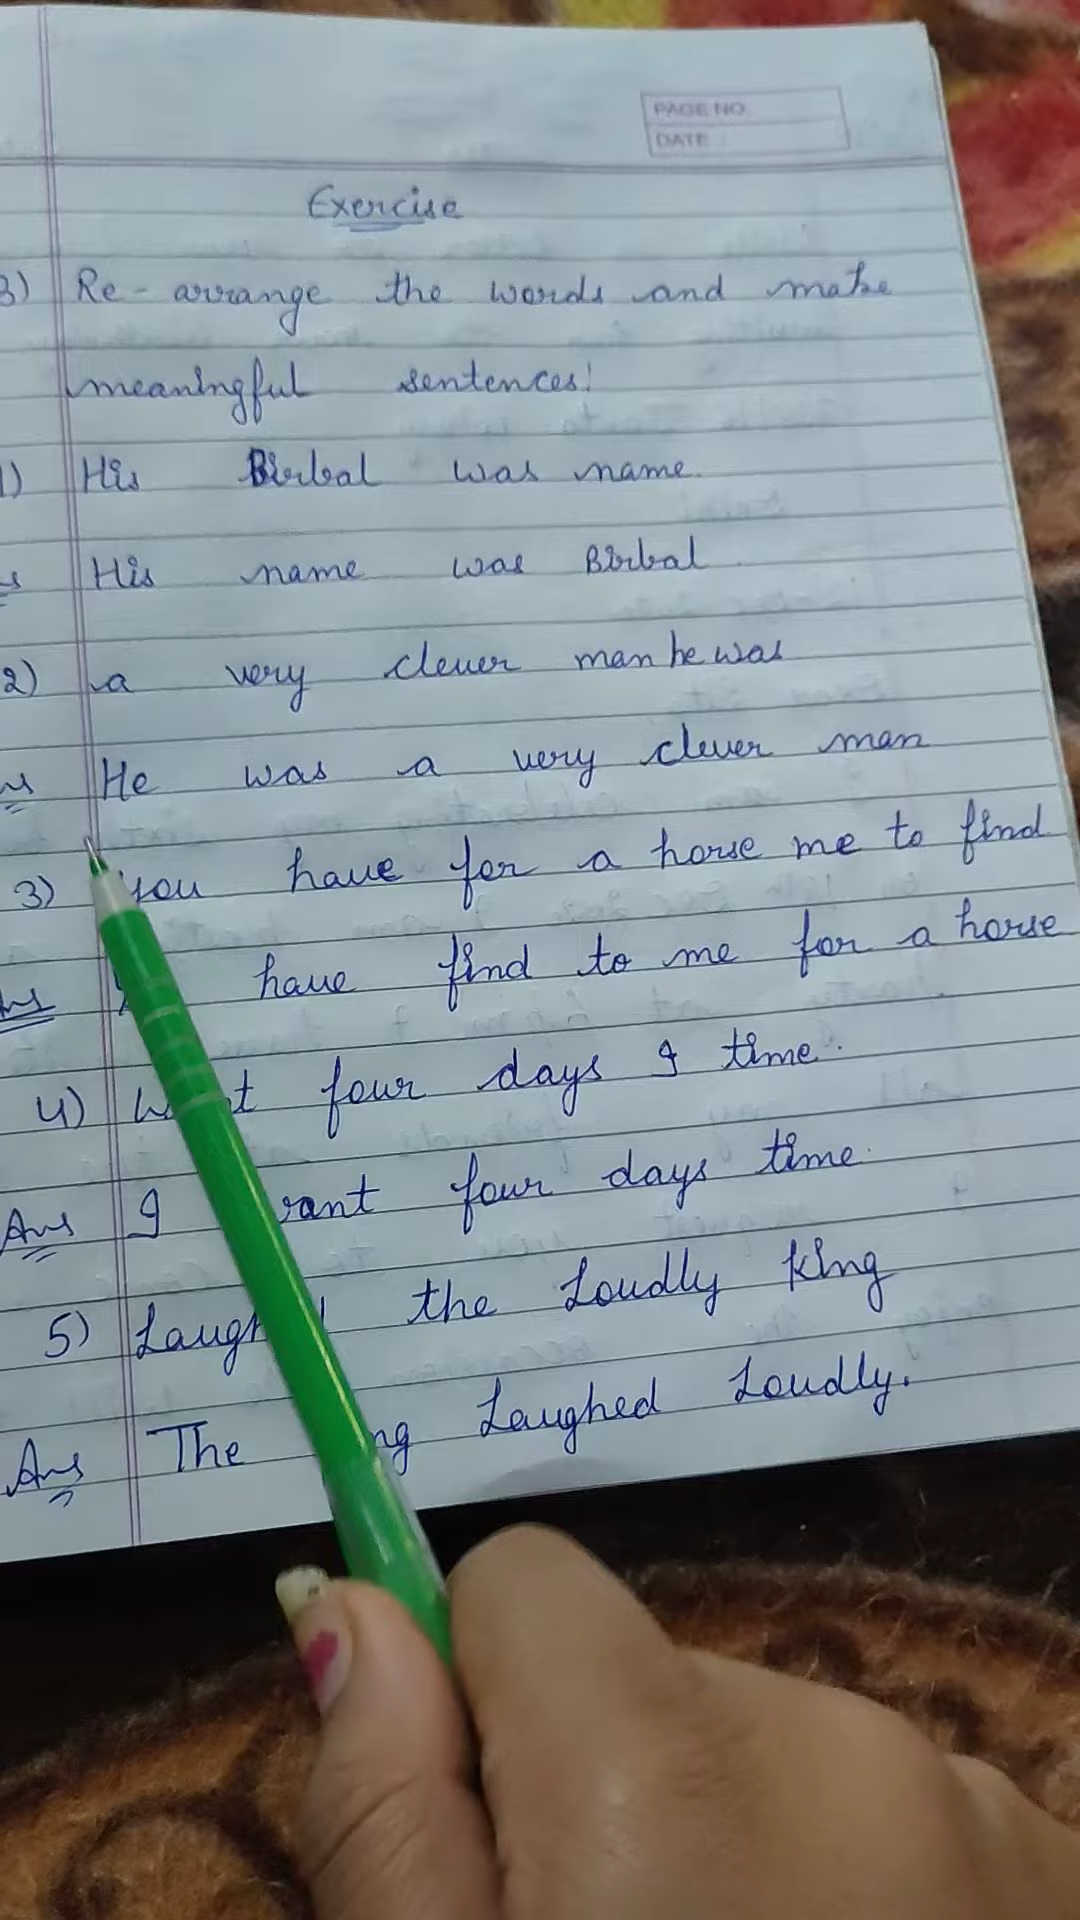 PAGE NO.
DATE :
Exercise
3) Re-arrange the words and make
meaningful sentences:
1) His Birbal was name.
His name was Birbal.
2) a very clever man he was
He was a very clever man
3) you have for a horse me to find
Ans have find to me for a horse
4) four days I time.
Ans I want four days time.
5) the Loudly king
Ans The Laughed Loudly.